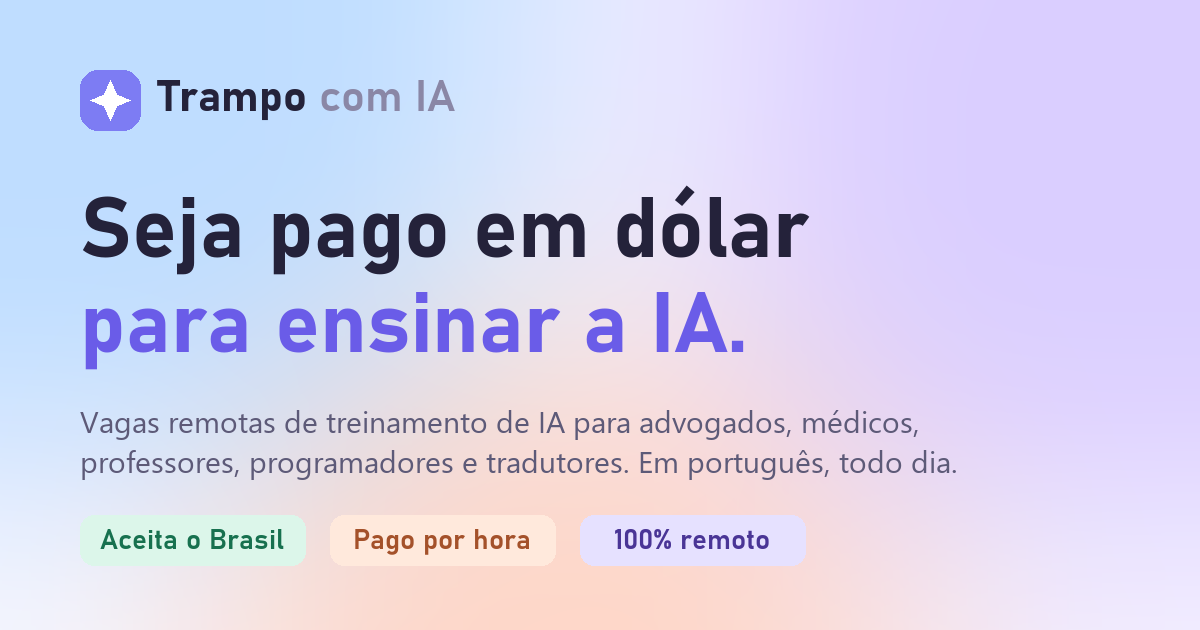 Trampo com IA
Seja pago em dólar
para ensinar a IA.
Vagas remotas de treinamento de IA para advogados, médicos,
professores, programadores e tradutores. Em português, todo dia.
Aceita o Brasil
Pago por hora
100% remoto